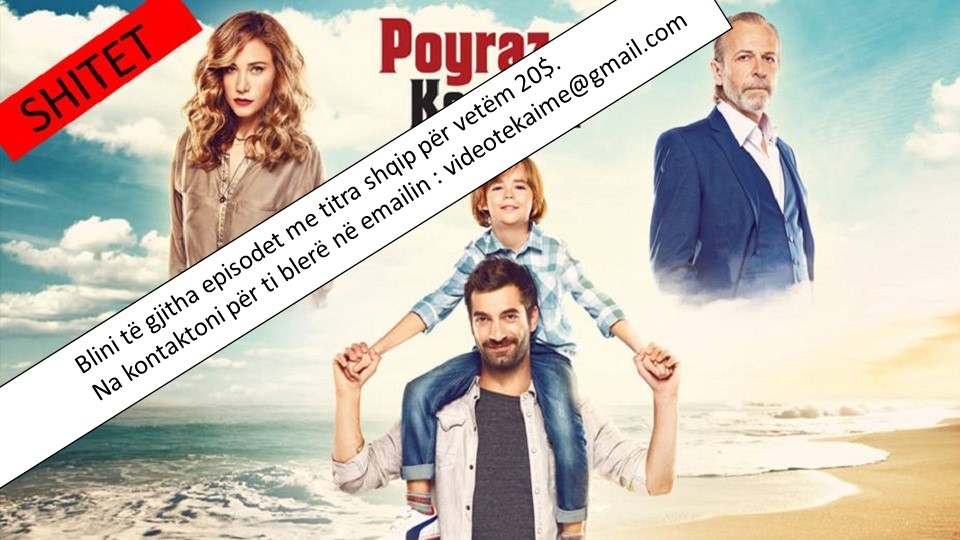 SHITET
Poyraz
Blini të gjitha episodet me titra shqip për vetëm 20$.
Na kontaktoni për ti blerë në emailin : videotekaime@gmail.com